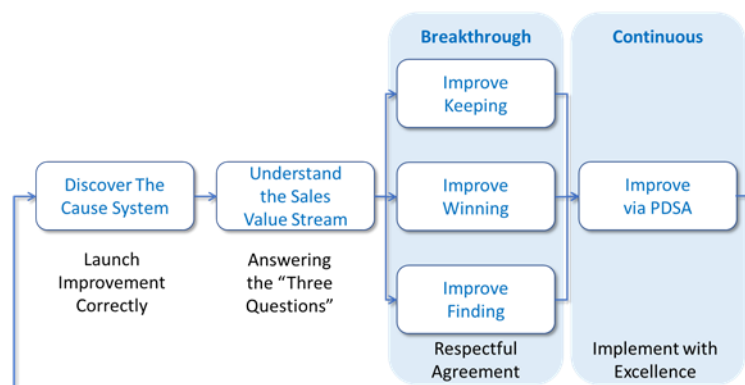 Breakthrough
Continuous
Improve
Keeping
Discover The
Cause System
Understand
the Sales
Value Stream
Improve
Winning
Improve
via PDSA
Launch
Improvement
Correctly
Answering
the “Three
Questions”
Improve
Finding
Respectful
Agreement
Implement with
Excellence